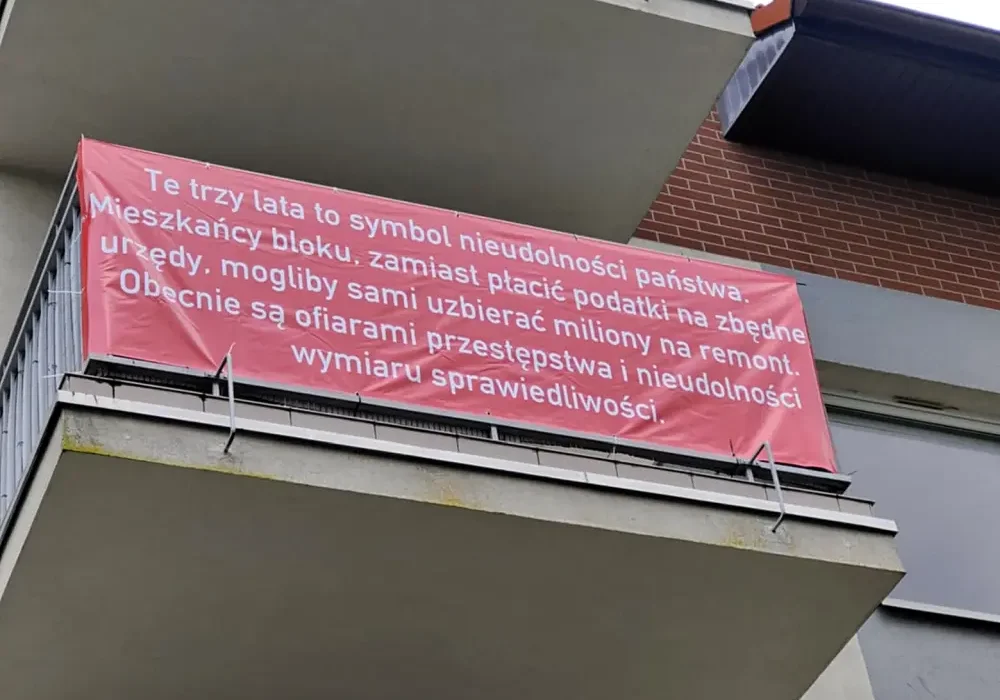 Te trzy lata to symbol nieudolności państwa.
Mieszkańcy bloku, zamiast płacić podatki na zbędne
urzędy, mogliby sami uzbierać miliony na remont.
Obecnie są ofiarami przestępstwa i nieudolności
wymiaru sprawiedliwości.